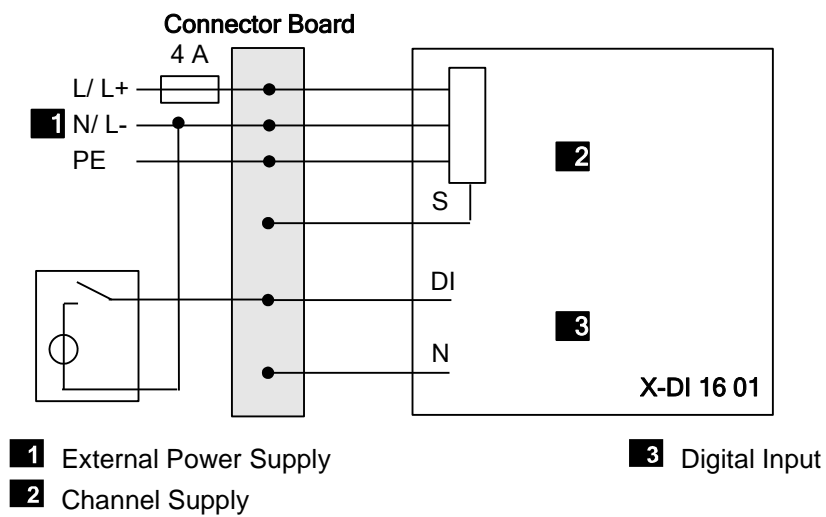 Connector Board
4 A
L/ L+
1 N/ L-
PE
2
S
DI
3
N
X-DI 16 01
1 External Power Supply
3 Digital Input
2 Channel Supply